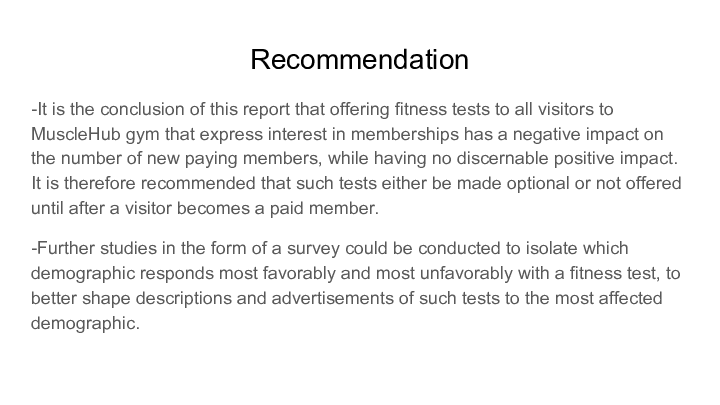 Recommendation
-It is the conclusion of this report that offering fitness tests to all visitors to
MuscleHub gym that express interest in memberships has a negative impact on
the number of new paying members, while having no discernable positive impact.
It is therefore recommended that such tests either be made optional or not offered
until after a visitor becomes a paid member.
-Further studies in the form of a survey could be conducted to isolate which
demographic responds most favorably and most unfavorably with a fitness test, to
better shape descriptions and advertisements of such tests to the most affected
demographic.